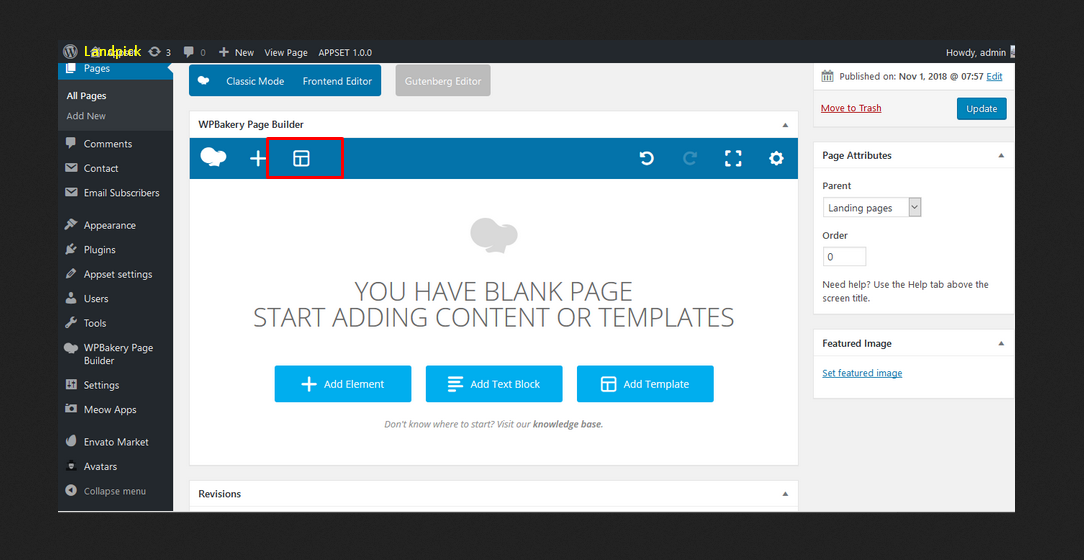 Landpick
3
0
New
View Page
APPSET 1.0.0
Howdy, admin
Pages
All Pages
Add New
Comments
Contact
Email Subscribers
Appearance
Plugins
Appset settings
Users
Tools
WPBakery Page
Builder
Settings
Meow Apps
Envato Market
Avatars
Collapse menu
Classic Mode
Frontend Editor
Gutenberg Editor
WPBakery Page Builder
YOU HAVE BLANK PAGE
START ADDING CONTENT OR TEMPLATES
Add Element
Add Text Block
Add Template
Don't know where to start? Visit our knowledge base.
Revisions
Published on: Nov 1, 2018 @ 07:57 Edit
Move to Trash
Update
Page Attributes
Parent
Landing pages
Order
0
Need help? Use the Help tab above the
screen title.
Featured Image
Set featured image